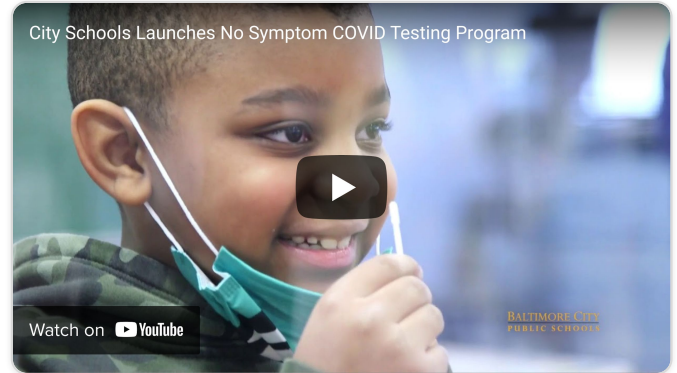 City Schools Launches No Symptom COVID Testing Program
Watch on YouTube
BALTIMORE CITY
PUBLIC SCHOOLS